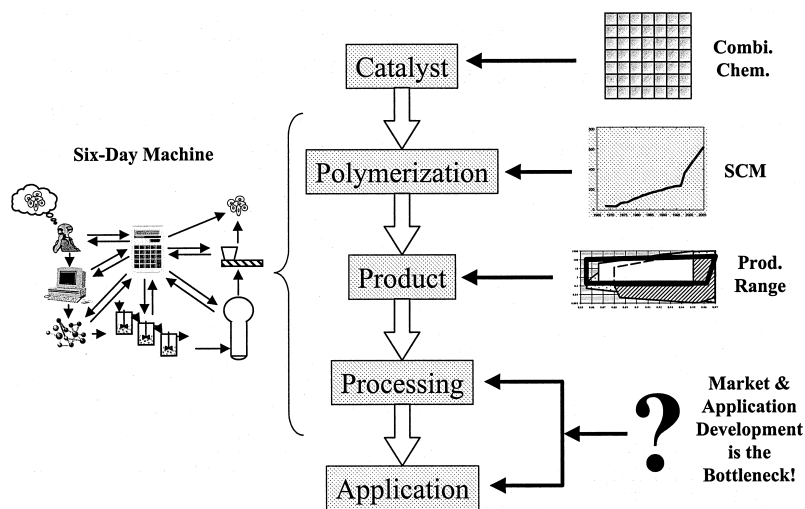 Catalyst
Combi.
Chem.
Six-Day Machine
Polymerization
SCM
Product
Prod.
Range
Processing
Application
?
Market &
Application
Development
is the
Bottleneck!